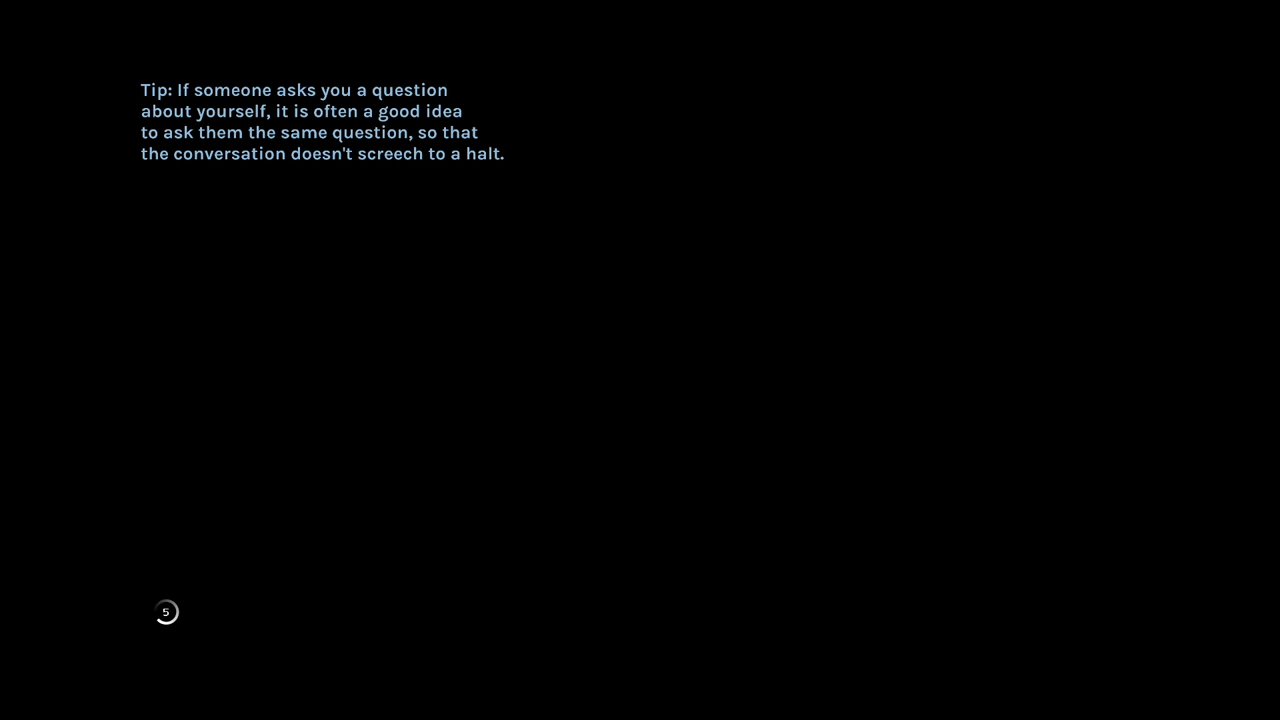 Tip: If someone asks you a question
about yourself, it is often a good idea
to ask them the same question, so that
the conversation doesn't screech to a halt.
5